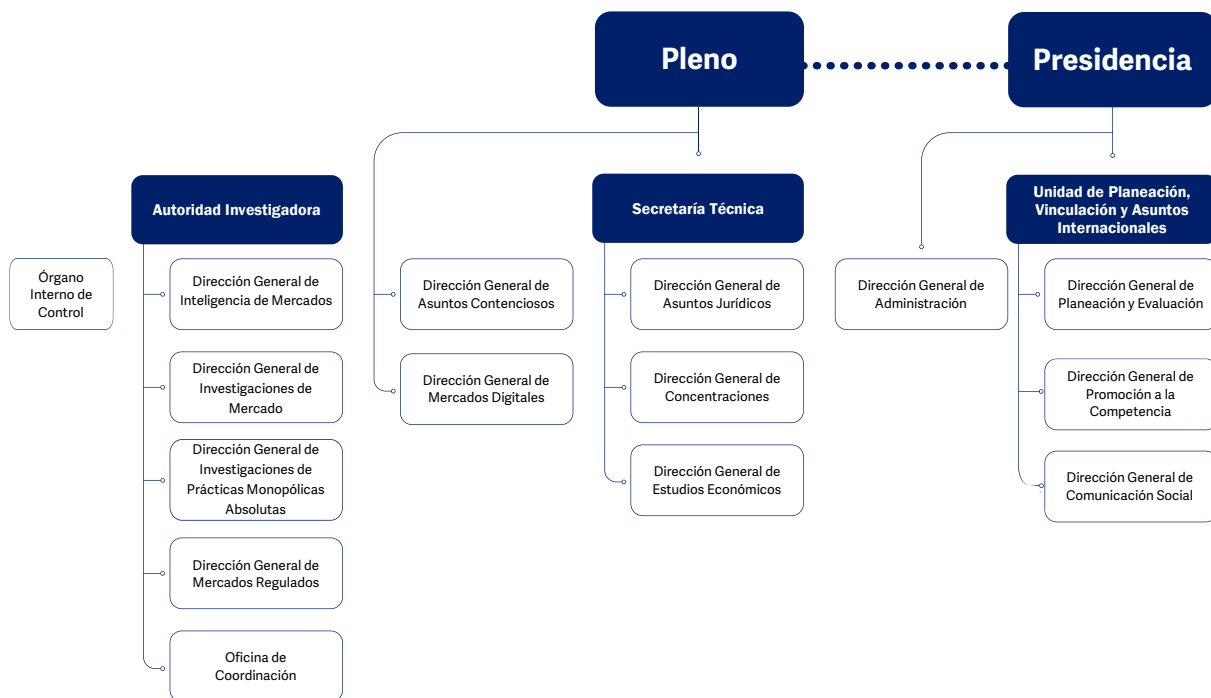 Pleno
Presidencia
Autoridad Investigadora
Secretaría Técnica
Unidad de Planeación,
Vinculación y Asuntos
Internacionales
Órgano
Interno de
Control
Dirección General de
Inteligencia de Mercados
Dirección General de
Investigaciones de
Mercado
Dirección General de
Investigaciones de
Prácticas Monopólicas
Absolutas
Dirección General de
Mercados Regulados
Oficina de
Coordinación
Dirección General de
Asuntos Contenciosos
Dirección General de
Mercados Digitales
Dirección General de
Asuntos Jurídicos
Dirección General de
Concentraciones
Dirección General de
Estudios Económicos
Dirección General de
Administración
Dirección General de
Planeación y Evaluación
Dirección General de
Promoción a la
Competencia
Dirección General de
Comunicación Social